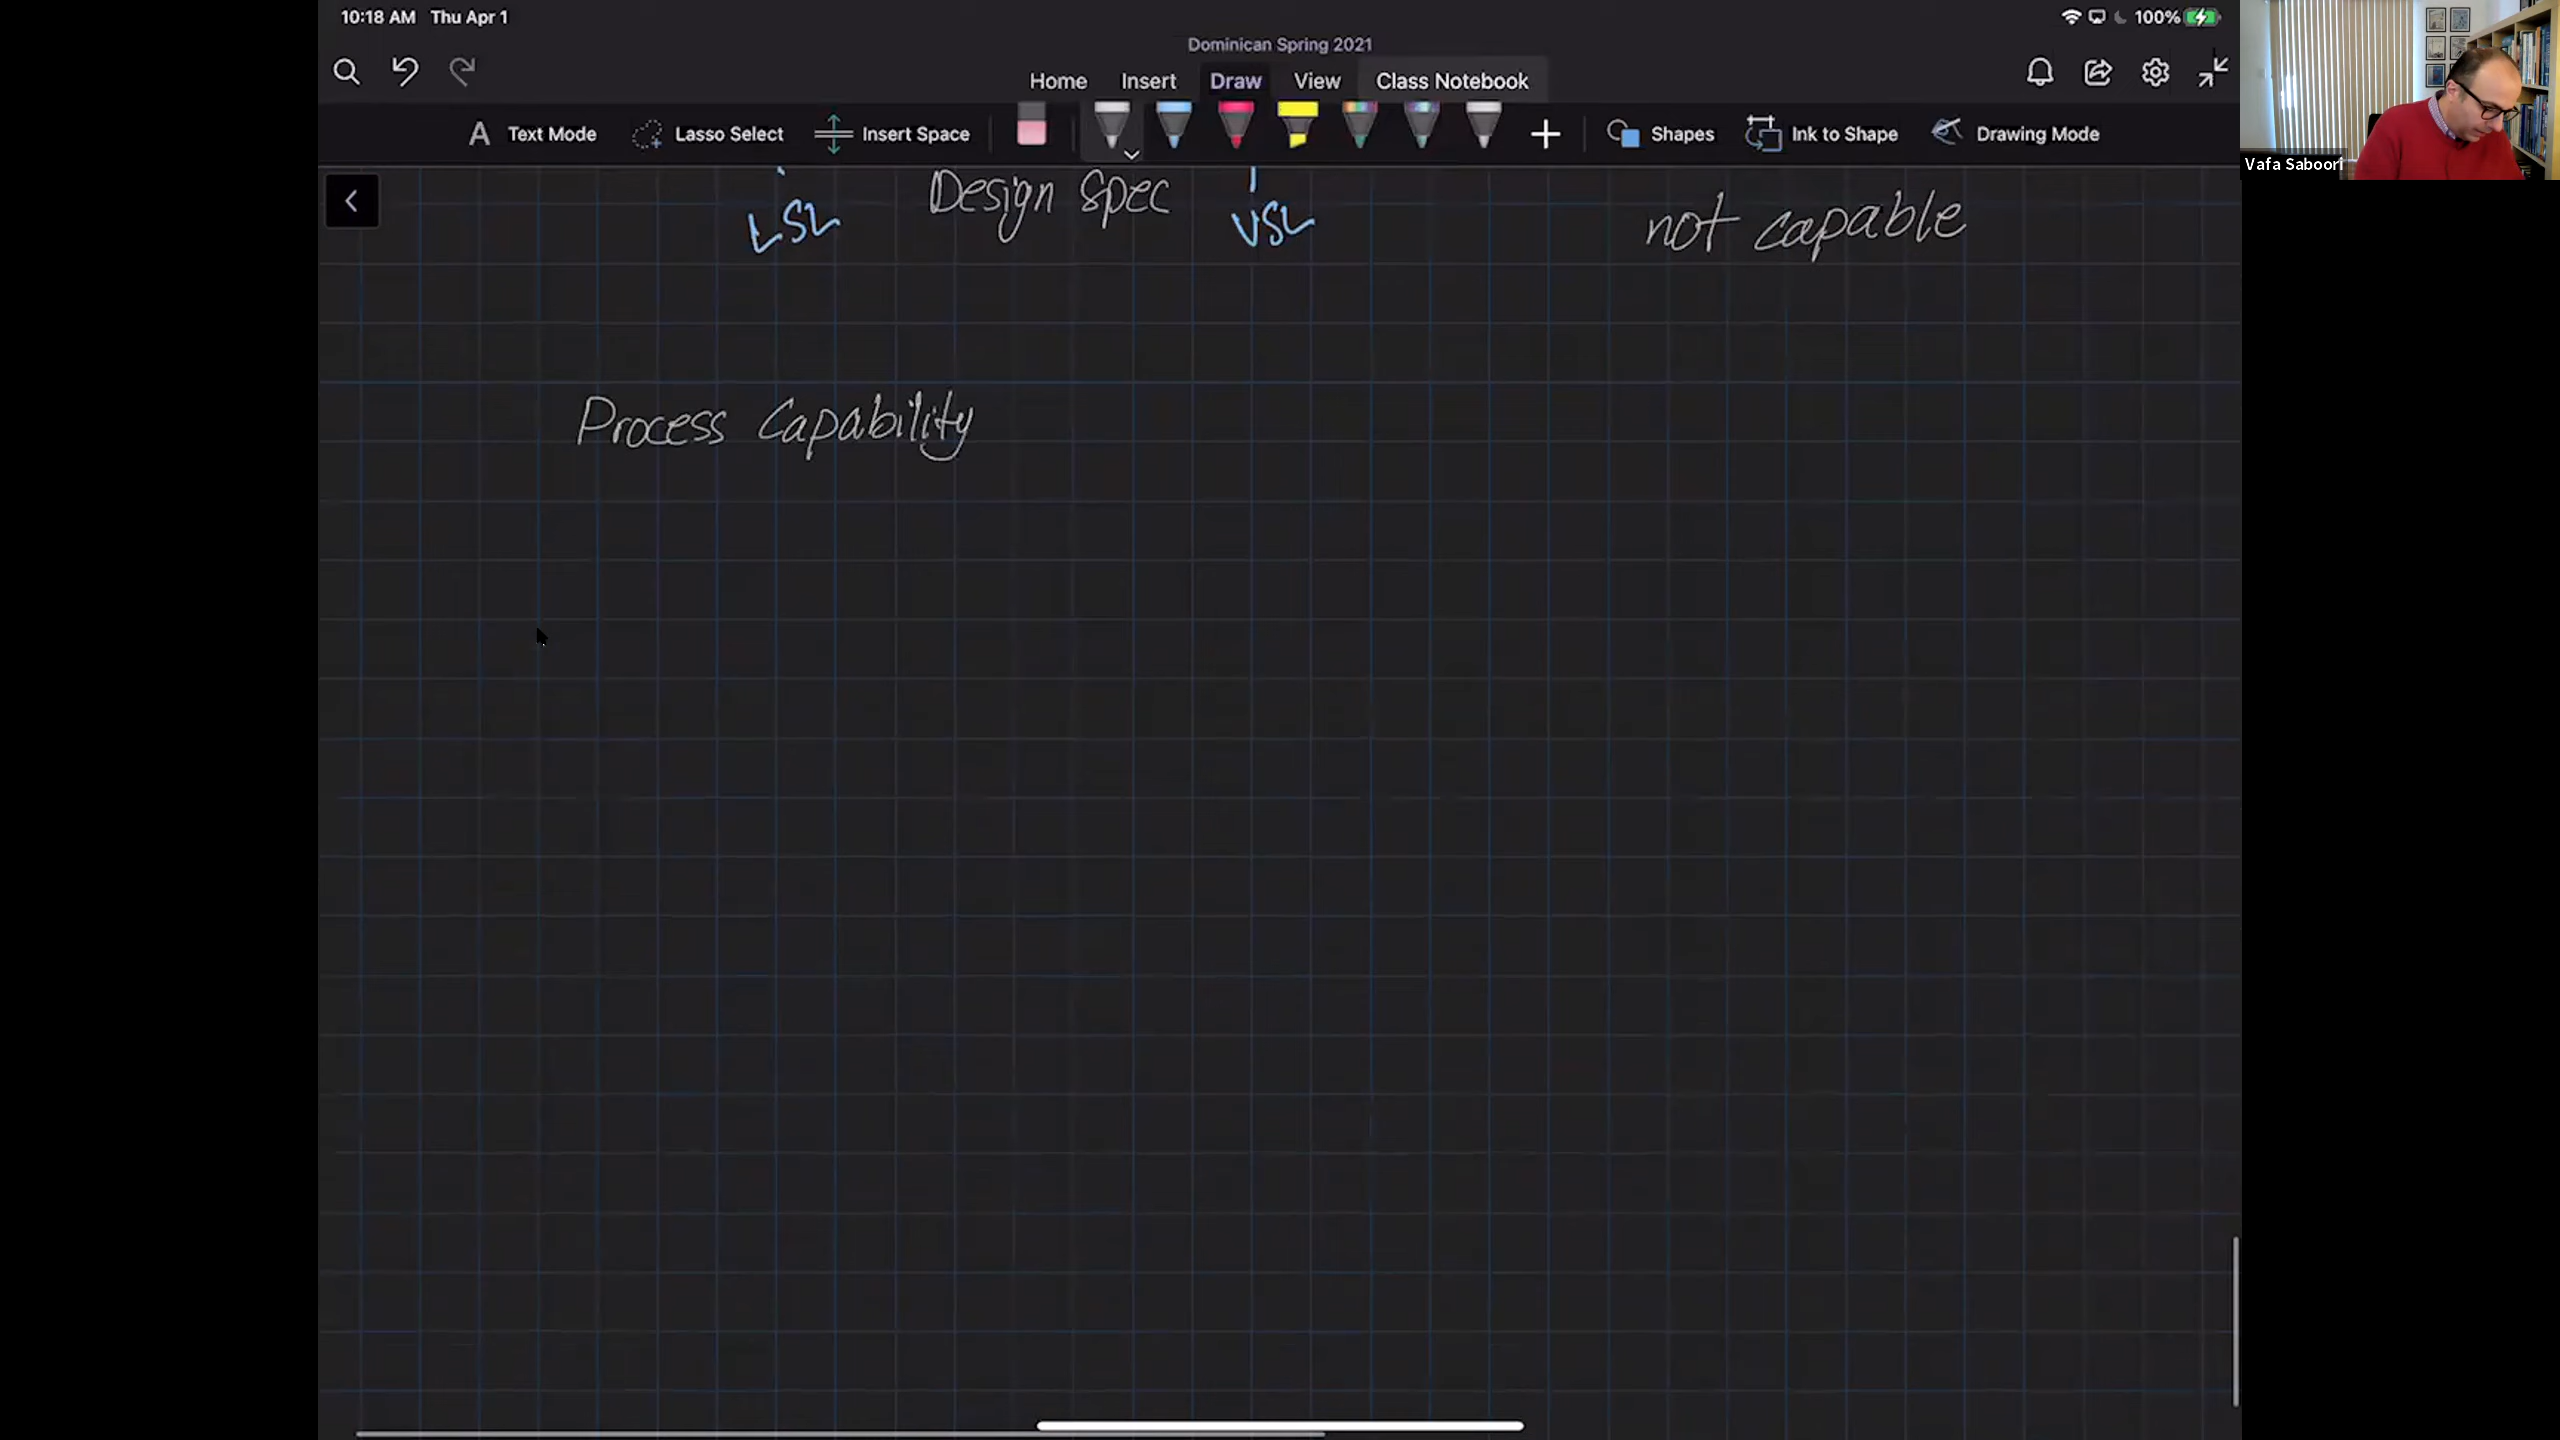 10:18 AM Thu Apr 1
100%
Dominican Spring 2021
Home Insert Draw View Class Notebook
A Text Mode Lasso Select Insert Space Shapes Ink to Shape Drawing Mode
Vafa Saboori
Design Spec
LSL USL not capable
Process Capability